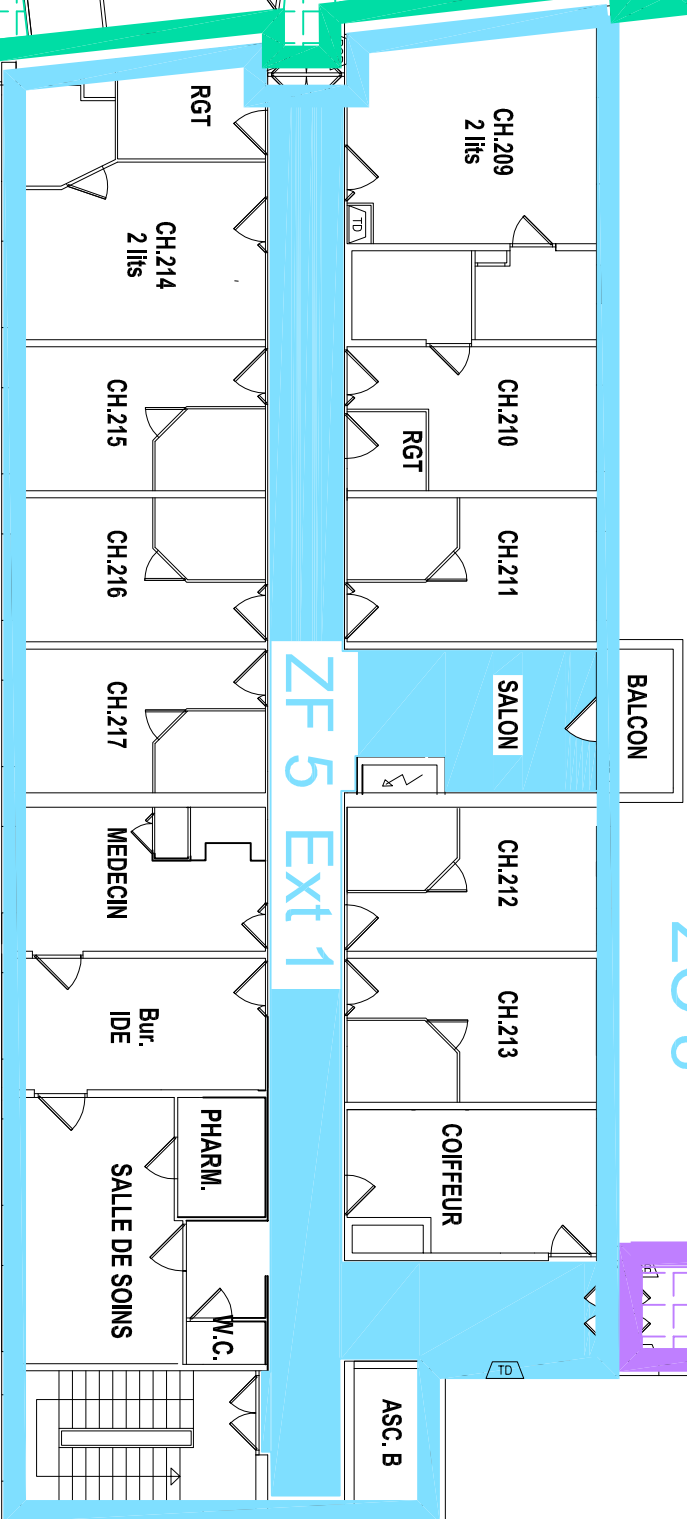 RGT
CH.209
2 lits
TD
CH.214
2 lits
CH.215
CH.210
RGT
CH.216
CH.211
CH.217
ZF 5 Ext 1
SALON
BALCON
MEDECIN
CH.212
Bur.
IDE
CH.213
PHARM.
COIFFEUR
SALLE DE SOINS
W.C.
TD
ASC. B